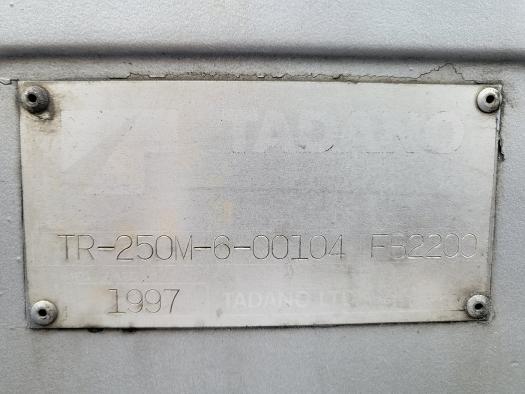 TADANO
TR-250M-6-00104 FB2200
1997 TADANO LTD.